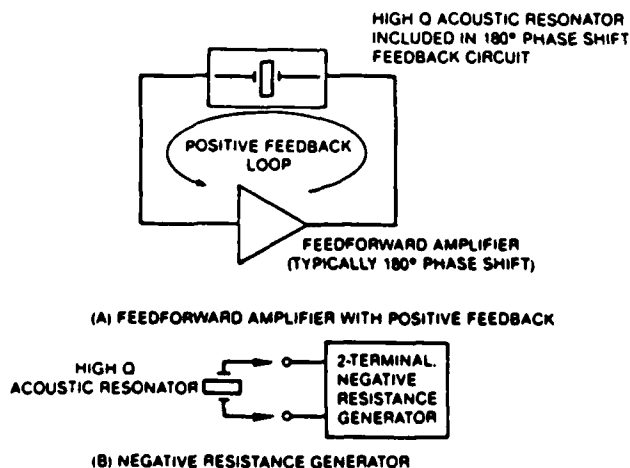 HIGH Q ACOUSTIC RESONATOR
INCLUDED IN 180° PHASE SHIFT
FEEDBACK CIRCUIT
POSITIVE FEEDBACK
LOOP
FEEDFORWARD AMPLIFIER
(TYPICALLY 180° PHASE SHIFT)
(A) FEEDFORWARD AMPLIFIER WITH POSITIVE FEEDBACK
HIGH Q
ACOUSTIC RESONATOR
2-TERMINAL.
NEGATIVE
RESISTANCE
GENERATOR
(B) NEGATIVE RESISTANCE GENERATOR